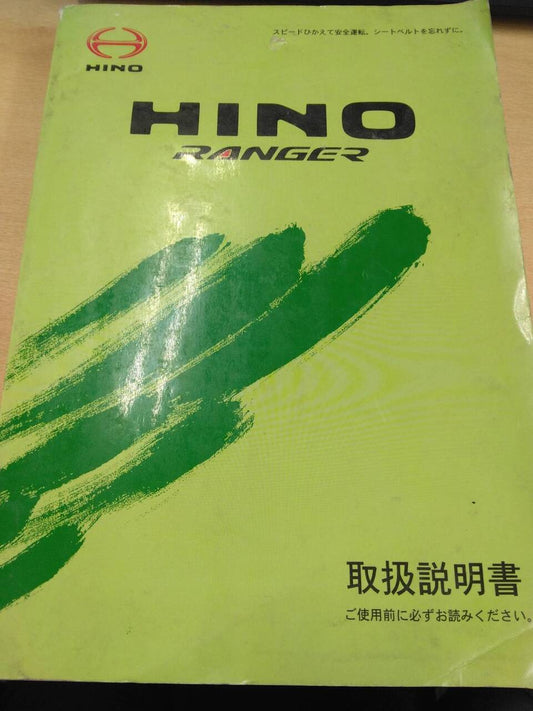 スピードひかえて安全運転、シートベルトを忘れずに。
HINO
HINO
RANGER
取扱説明書
ご使用前に必ずお読みください。